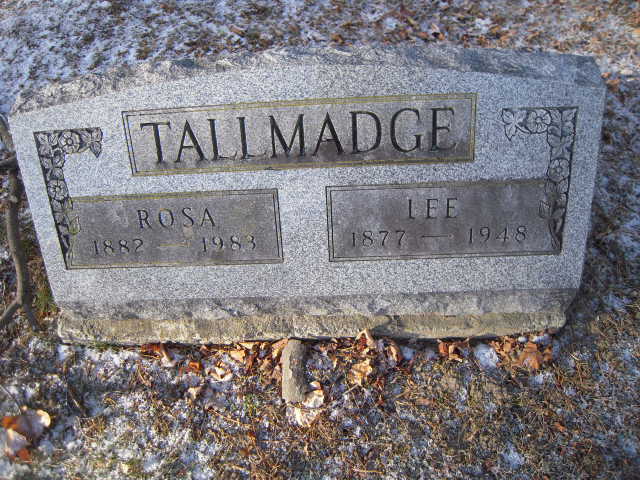 TALLMADGE
ROSA
1882 — 1983
LEE
1877 — 1948